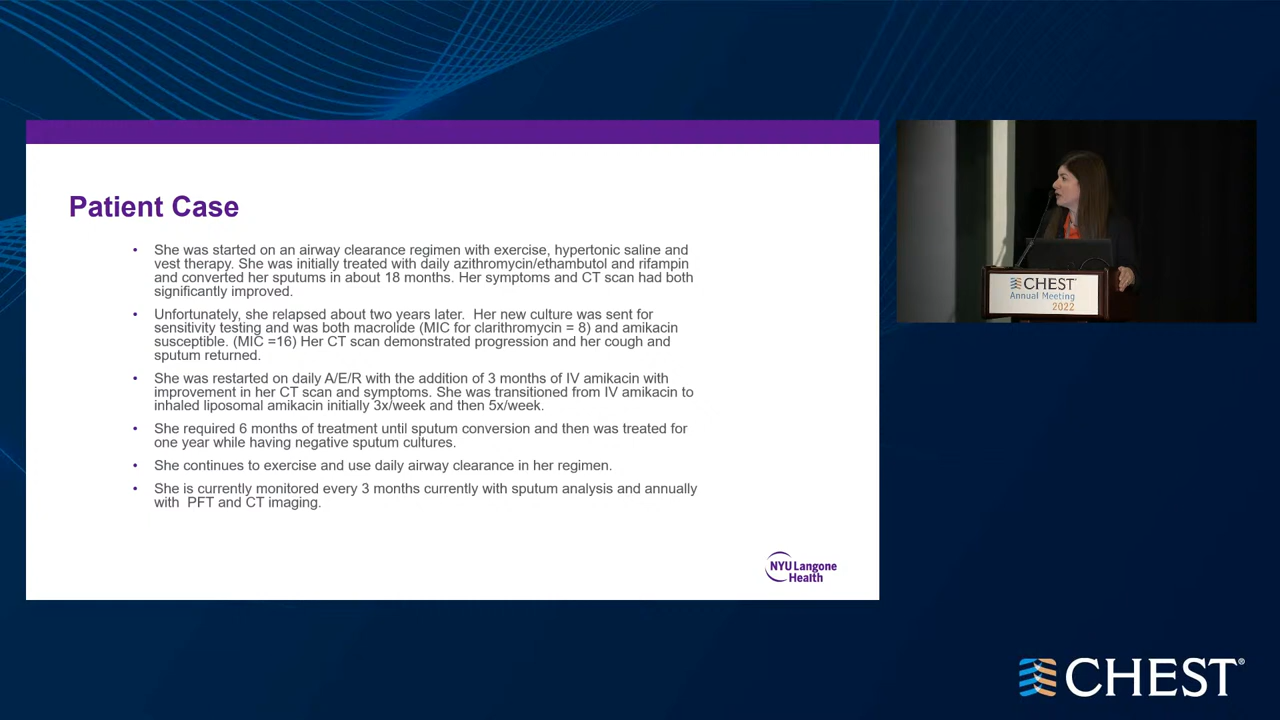 Patient Case
• She was started on an airway clearance regimen with exercise, hypertonic saline and
vest therapy. She was initially treated with daily azithromycin/ethambutol and rifampin
and converted her sputums in about 18 months. Her symptoms and CT scan had both
significantly improved.
• Unfortunately, she relapsed about two years later.  Her new culture was sent for
sensitivity testing and was both macrolide (MIC for clarithromycin = 8) and amikacin
susceptible. (MIC =16) Her CT scan demonstrated progression and her cough and
sputum returned.
• She was restarted on daily A/E/R with the addition of 3 months of IV amikacin with
improvement in her CT scan and symptoms. She was transitioned from IV amikacin to
inhaled liposomal amikacin initially 3x/week and then 5x/week.
• She required 6 months of treatment until sputum conversion and then was treated for
one year while having negative sputum cultures.
• She continues to exercise and use daily airway clearance in her regimen.
• She is currently monitored every 3 months currently with sputum analysis and annually
with  PFT and CT imaging.
NYU Langone
Health
CHEST
Annual Meeting
2022
CHEST®